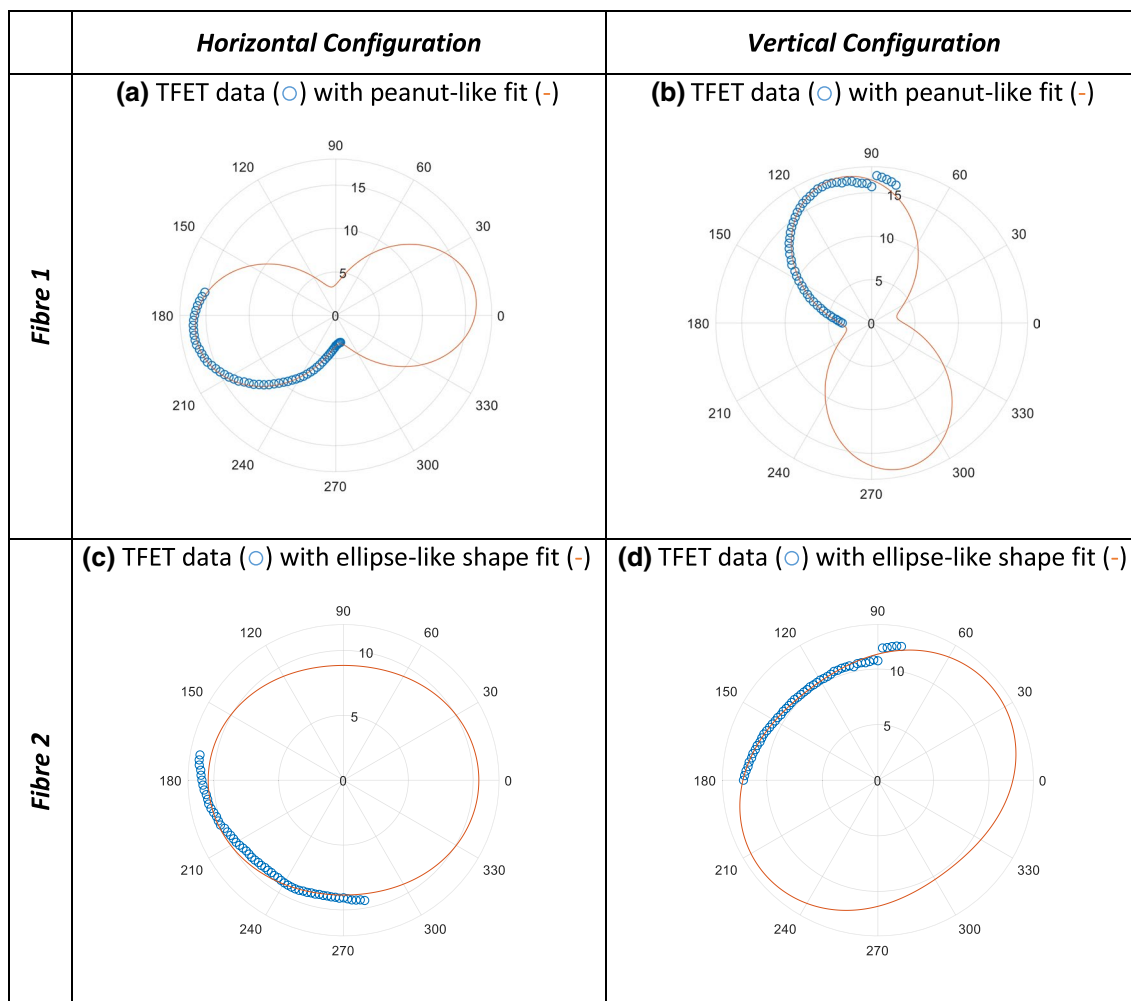 Horizontal Configuration
Vertical Configuration
Fibre 1
(a) TFET data (○) with peanut-like fit (-)
90
120 60
15
150 10 30
5
180 0 0
210 330
240 300
270
(b) TFET data (○) with peanut-like fit (-)
90
120 60
15
150 10 30
5
180 0 0
210 330
240 300
270
Fibre 2
(c) TFET data (○) with ellipse-like shape fit (-)
90
120 60
10
150 30
5
180 0 0
210 330
240 300
270
(d) TFET data (○) with ellipse-like shape fit (-)
90
120 60
10
150 30
5
180 0 0
210 330
240 300
270